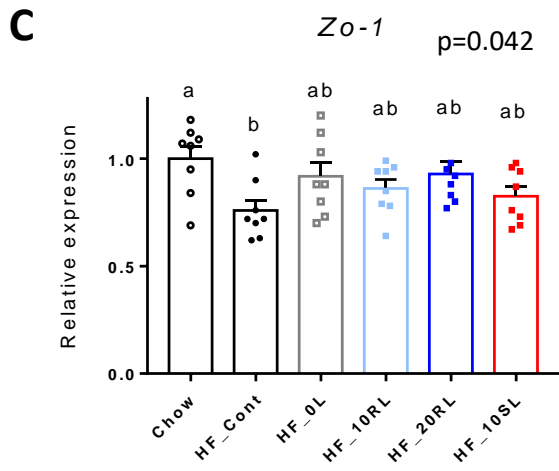 C
Zo-1
p=0.042
a
b
ab
ab
ab
ab
Relative expression
1.0
0.5
0.0
Chow
HF_Cont
HF_0L
HF_10RL
HF_20RL
HF_10SL